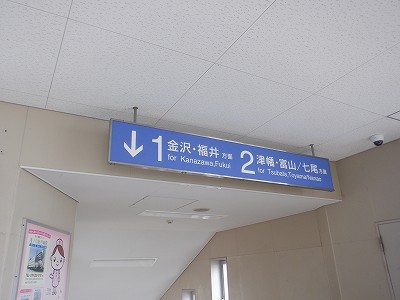 ↓1 金沢・福井 方面
for Kanazawa,Fukui
2 津幡・富山/七尾 方面
for Tsubata,Toyama/Nanao